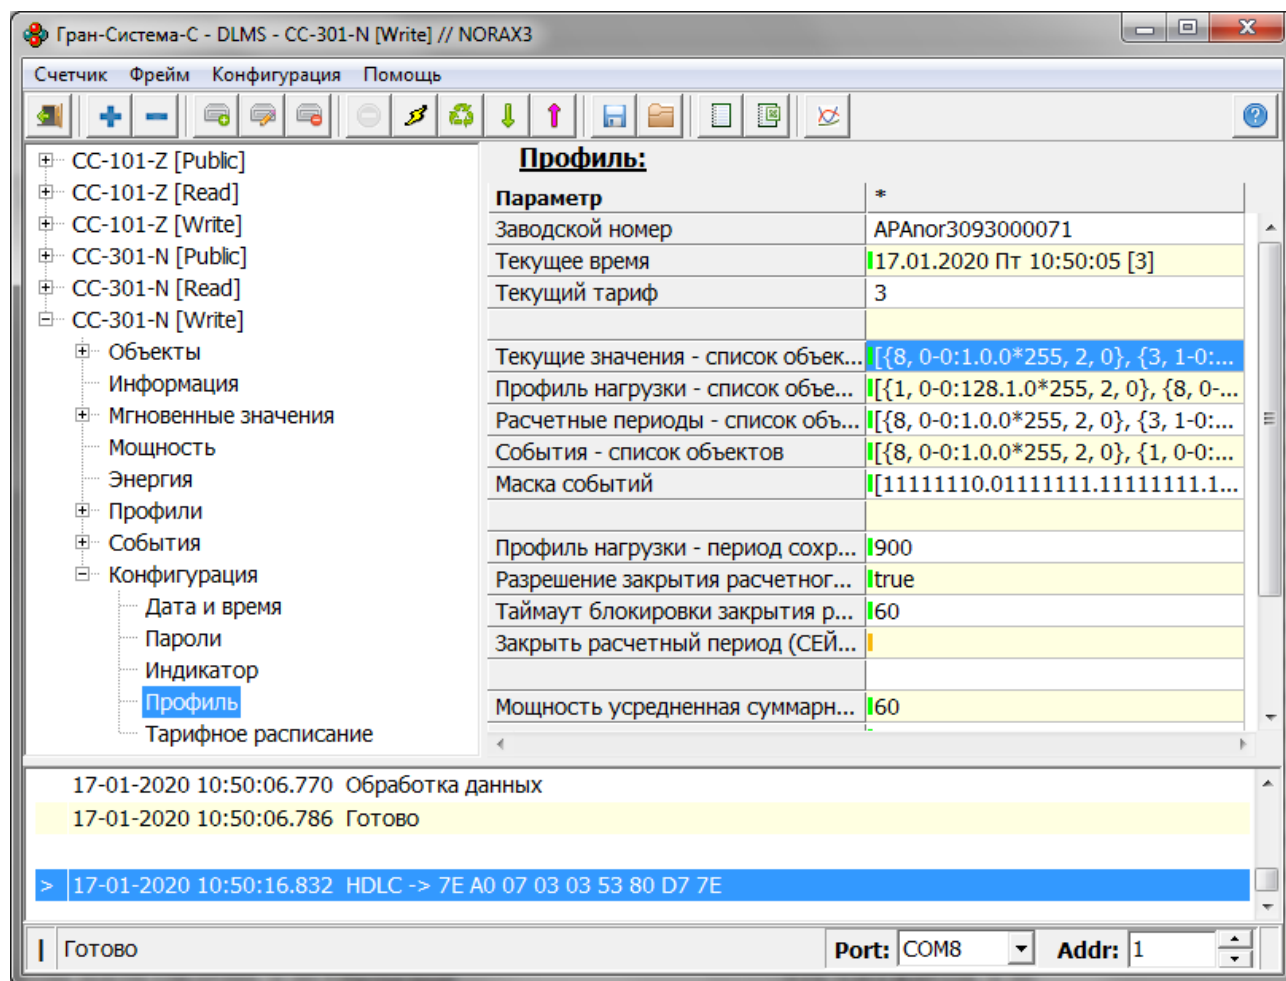 Гран-Система-С - DLMS - CC-301-N [Write] // NORAX3
Счетчик Фрейм Конфигурация Помощь
CC-101-Z [Public]
CC-101-Z [Read]
CC-101-Z [Write]
CC-301-N [Public]
CC-301-N [Read]
CC-301-N [Write]
Объекты
Информация
Мгновенные значения
Мощность
Энергия
Профили
События
Конфигурация
Дата и время
Пароли
Индикатор
Профиль
Тарифное расписание
Профиль:
Параметр *
Заводской номер APAnor3093000071
Текущее время 17.01.2020 Пт 10:50:05 [3]
Текущий тариф 3
Текущие значения - список объек... [{8, 0-0:1.0.0*255, 2, 0}, {3, 1-0:...
Профиль нагрузки - список объе... [{1, 0-0:128.1.0*255, 2, 0}, {8, 0-...
Расчетные периоды - список объ... [{8, 0-0:1.0.0*255, 2, 0}, {3, 1-0:...
События - список объектов [{8, 0-0:1.0.0*255, 2, 0}, {1, 0-0:...
Маска событий [11111110.01111111.11111111.1...
Профиль нагрузки - период сохр... 900
Разрешение закрытия расчетног... true
Таймаут блокировки закрытия р... 60
Закрыть расчетный период (СЕЙ...
Мощность усредненная суммарн... 60
17-01-2020 10:50:06.770 Обработка данных
17-01-2020 10:50:06.786 Готово
> 17-01-2020 10:50:16.832 HDLC -> 7E A0 07 03 03 53 80 D7 7E
Готово Port: COM8 Addr: 1